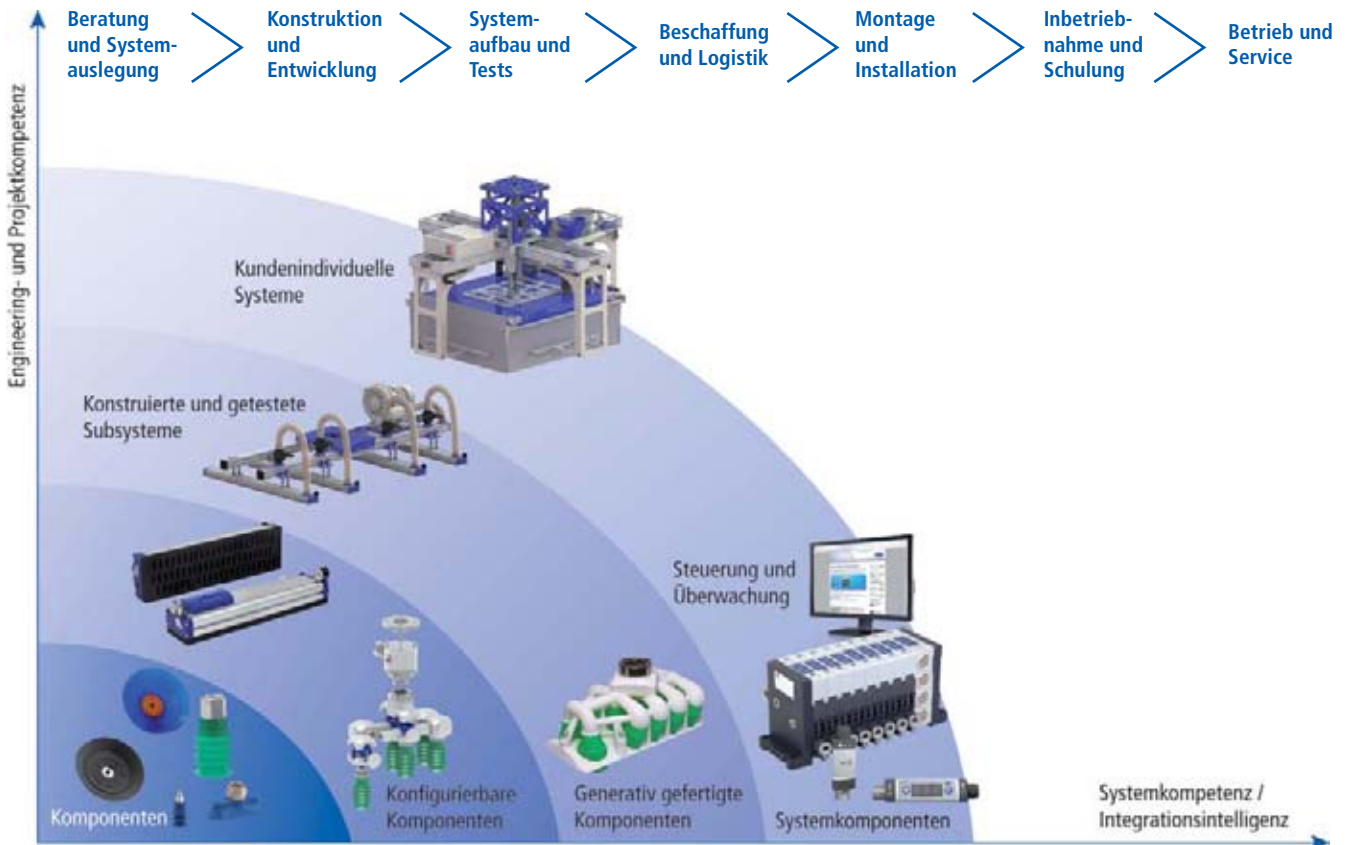 Beratung
und System-
auslegung
Konstruktion
und
Entwicklung
System-
aufbau und
Tests
Beschaffung
und Logistik
Montage
und
Installation
Inbetrieb-
nahme und
Schulung
Betrieb und
Service
Engineering- und Projektkompetenz
Kundenindividuelle
Systeme
Konstruierte und getestete
Subsysteme
Steuerung und
Überwachung
Komponenten
Konfigurierbare
Komponenten
Generativ gefertigte
Komponenten
Systemkomponenten
Systemkompetenz /
Integrationsintelligenz